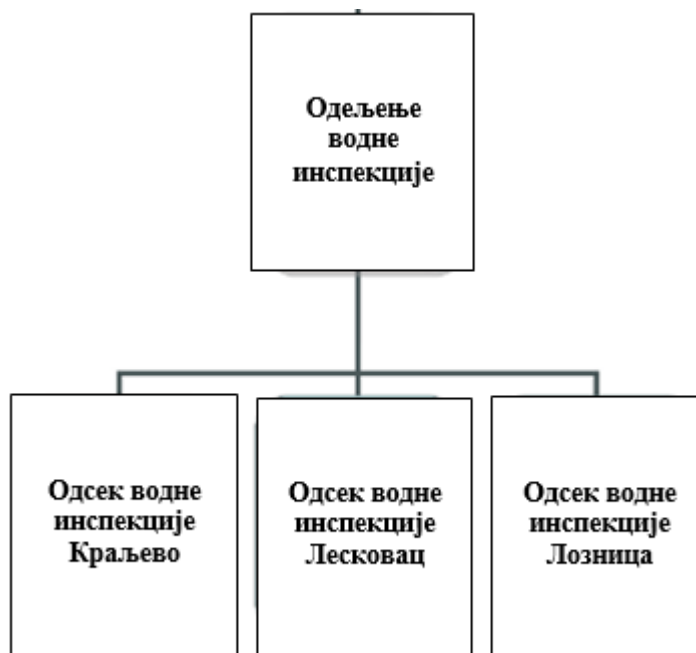 Одељење
водне
инспекције
Одсек водне
инспекције
Краљево
Одсек водне
инспекције
Лесковац
Одсек водне
инспекције
Лозница